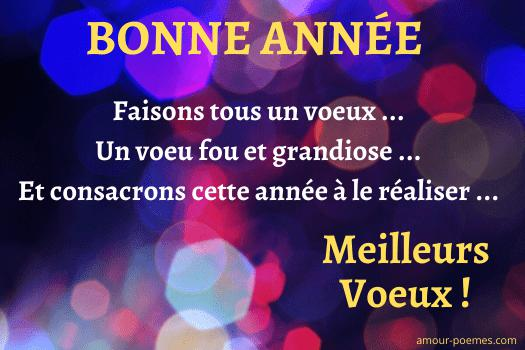 BONNE ANNÉE
Faisons tous un voeux ...
Un voeu fou et grandiose ...
Et consacrons cette année à le réaliser ...
Meilleurs
Voeux !
amour-poemes.com